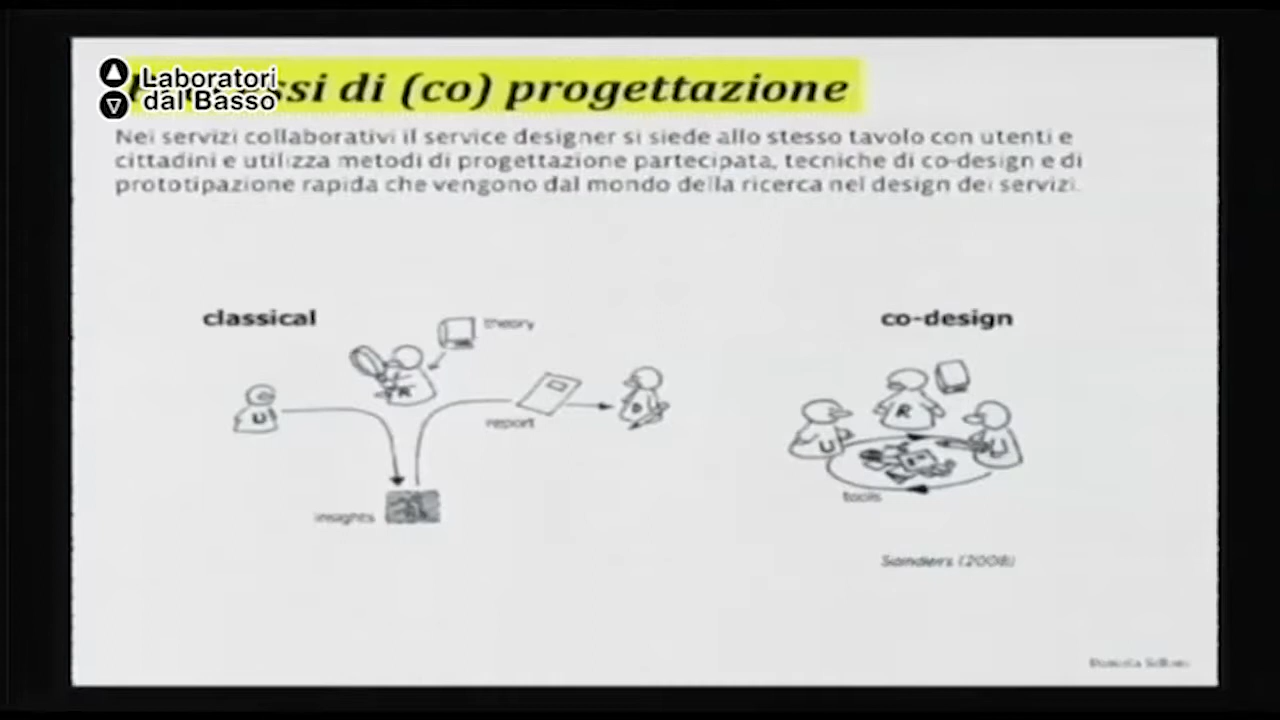 Laboratori
dal Basso
ssi di (co) progettazione
Nei servizi collaborativi il service designer si siede allo stesso tavolo con utenti e
cittadini e utilizza metodi di progettazione partecipata, tecniche di co-design e di
prototipazione rapida che vengono dal mondo della ricerca nel design dei servizi.
classical
co-design
theory
R
U
D
report
insights
R
U
U
tools
Sanders (2008)